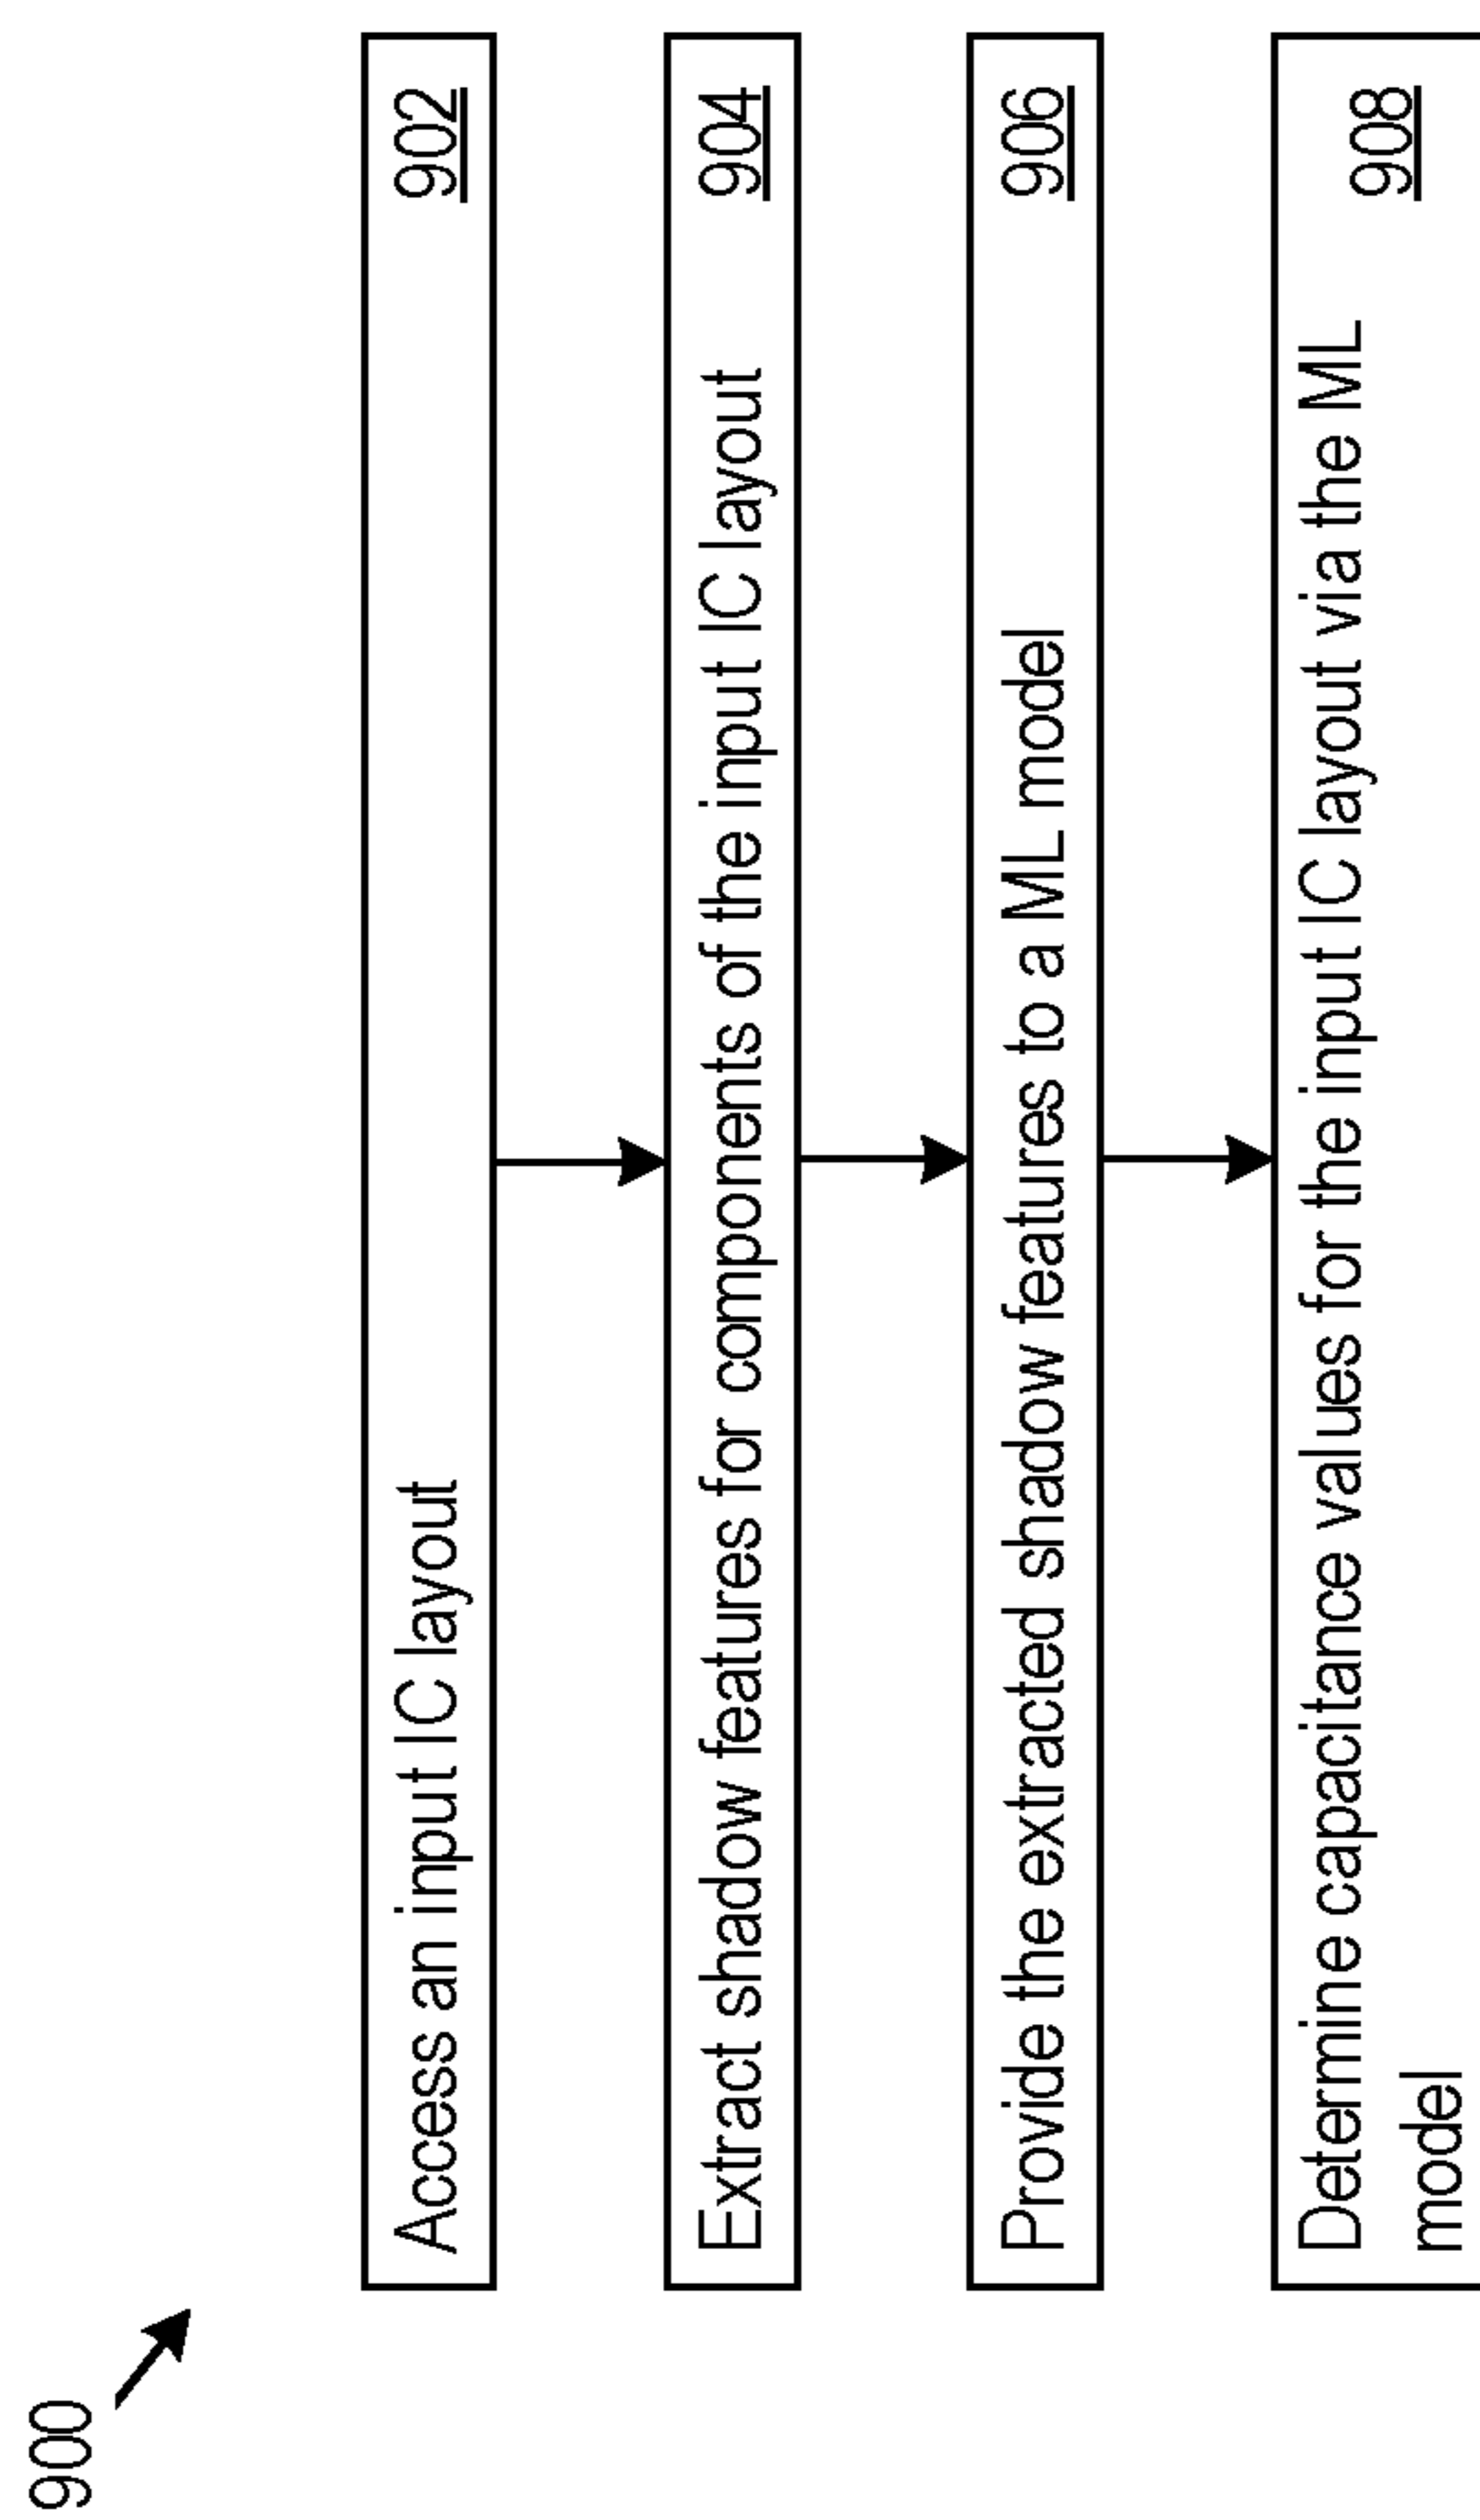 900
Access an input IC layout 902
Extract shadow features for components of the input IC layout 904
Provide the extracted shadow features to a ML model 906
Determine capacitance values for the input IC layout via the ML
model 908